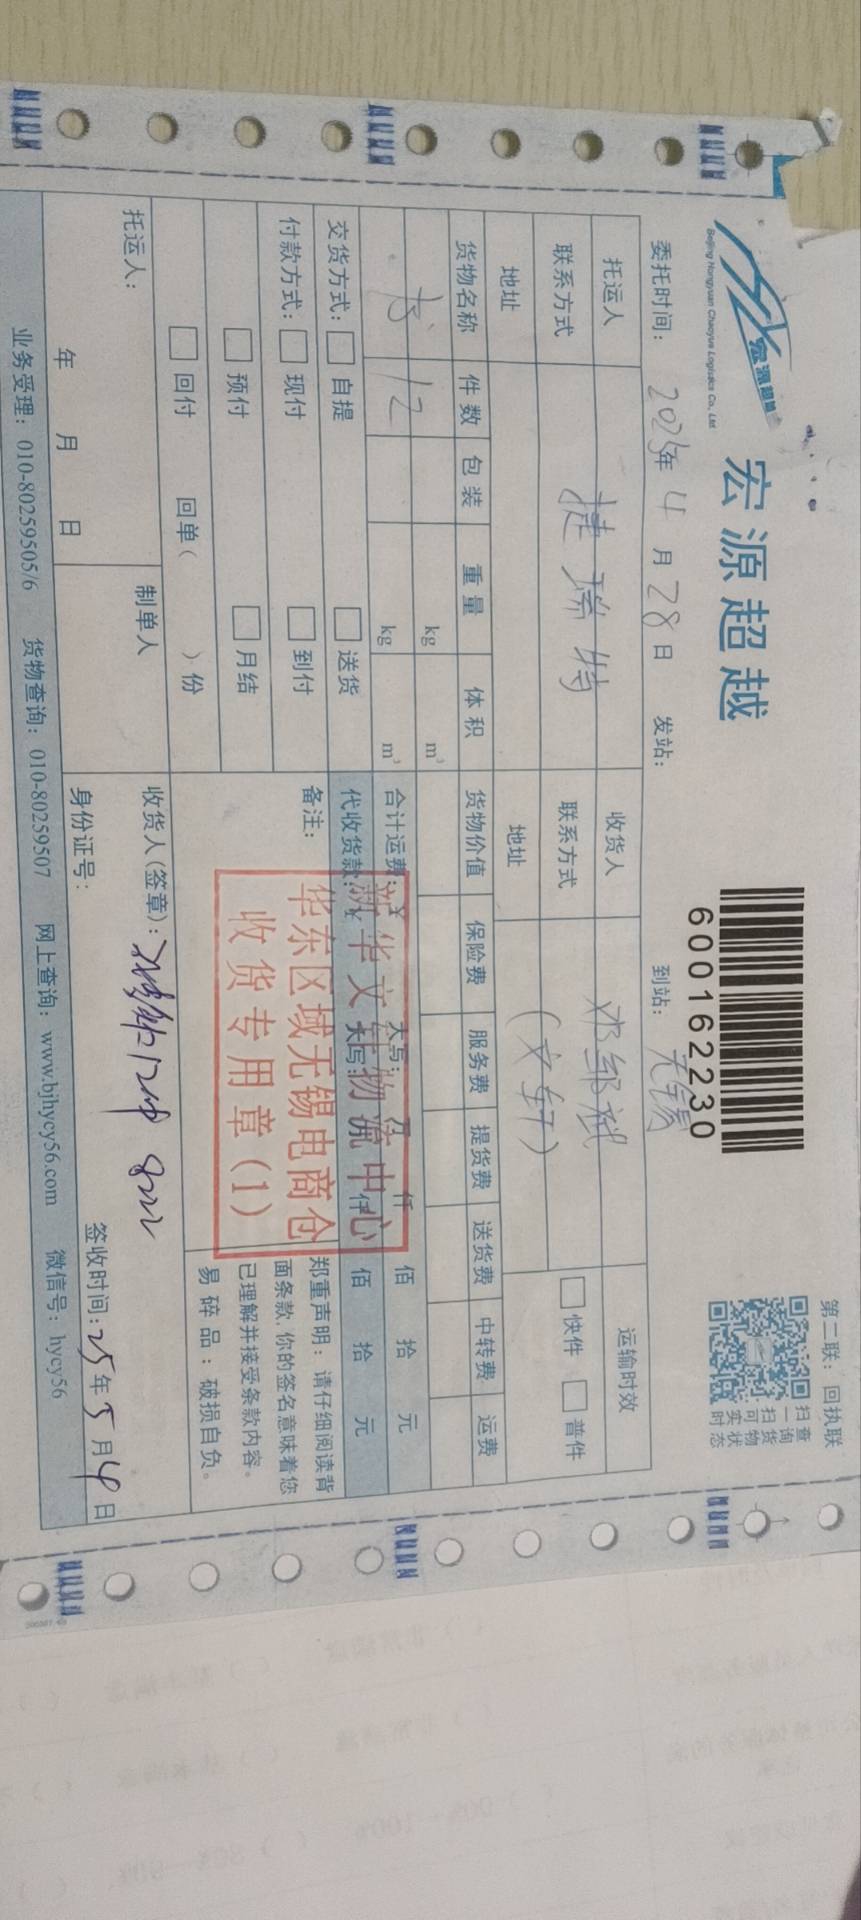 第二联：回执联
宏源超越
Beijing Hongyuan Chaoyue Logistics Co., Ltd
宏源超越
600162230
扫一扫可实时
查询货物状态
委托时间：2025年4月28日 发站： 到站：无锡
托运人 捷瑞特 收货人 邓邹斌 运输时效
联系方式 联系方式 (文轩) 快件 普件
地址 地址
货物名称 件数 包装 重量 体积 货物价值 保险费 服务费 提货费 送货费 中转费 运费
kg m³
书 12 kg m³ 合计运费：¥ 大写： 万 仟 佰 拾 元
交货方式： 自提 送货 代收货款：¥ 大写： 仟 佰 拾 元
付款方式： 现付 到付 备注：
预付 月结
回付 回单（ ）份
新华文轩物流中心
华东区域无锡电商仓
收货专用章(1)
郑重声明：请仔细阅读背
面条款，你的签名意味着您
已理解并接受条款内容。
易碎品：破损自负。
托运人： 制单人 收货人(签章)：
年 月 日 身份证号： 签收时间：25年5月4日
业务受理：010-80259505/6 货物查询：010-80259507 网上查询：www.bjhycy56.com 微信号：hycy56